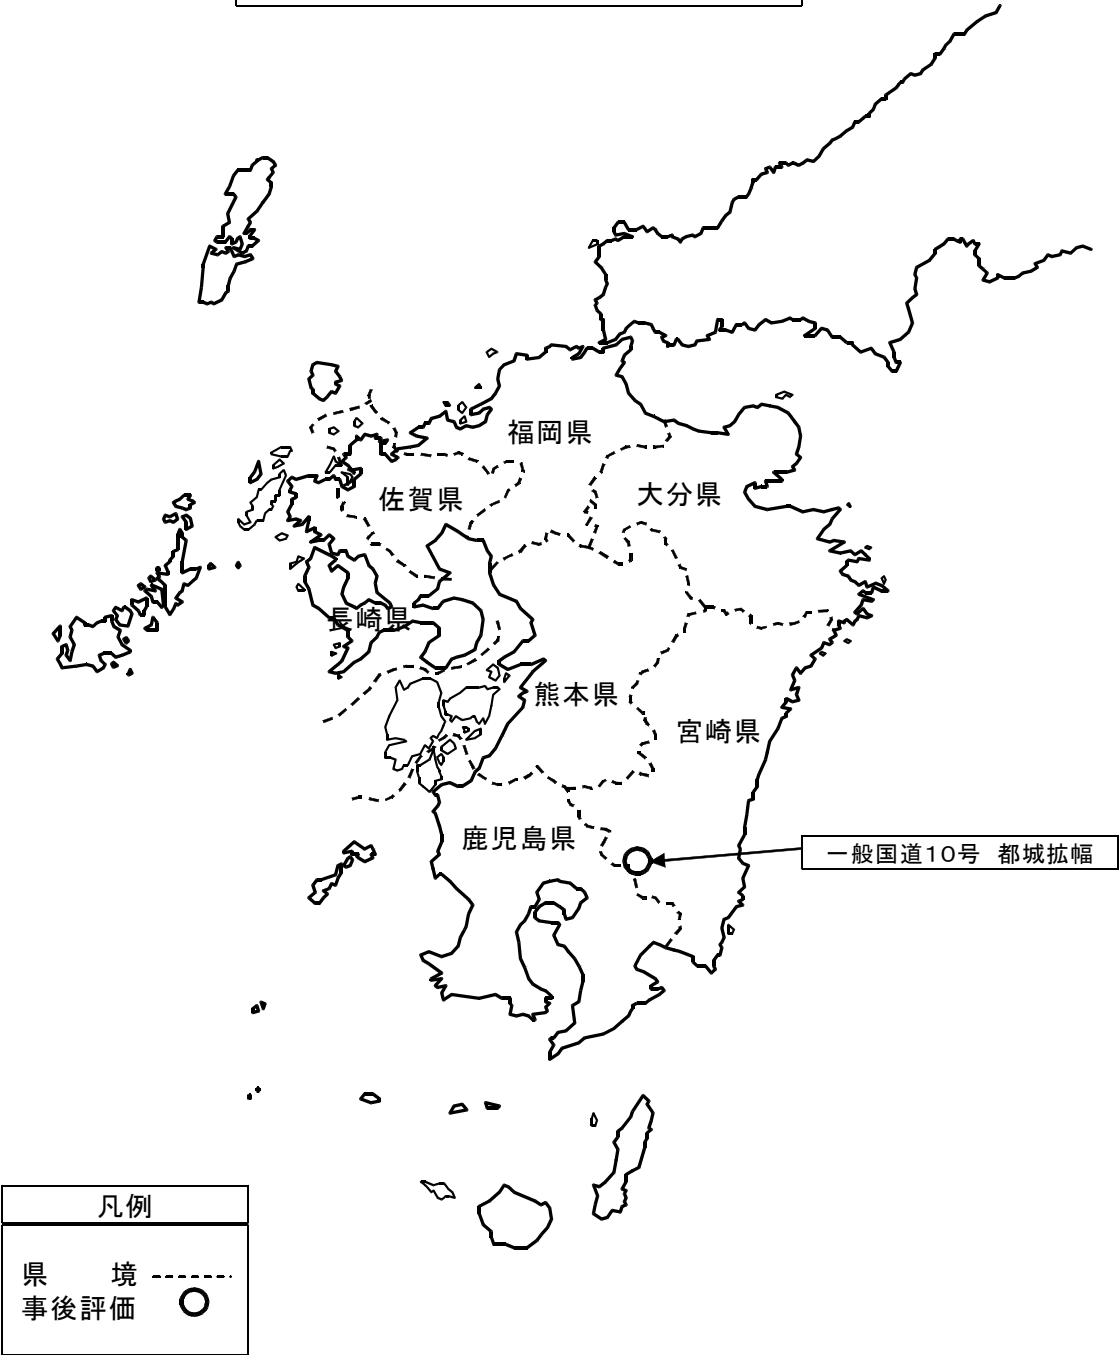 福岡県
佐賀県
大分県
長崎県
熊本県
宮崎県
鹿児島県
一般国道10号　都城拡幅
凡例
県　境
事後評価